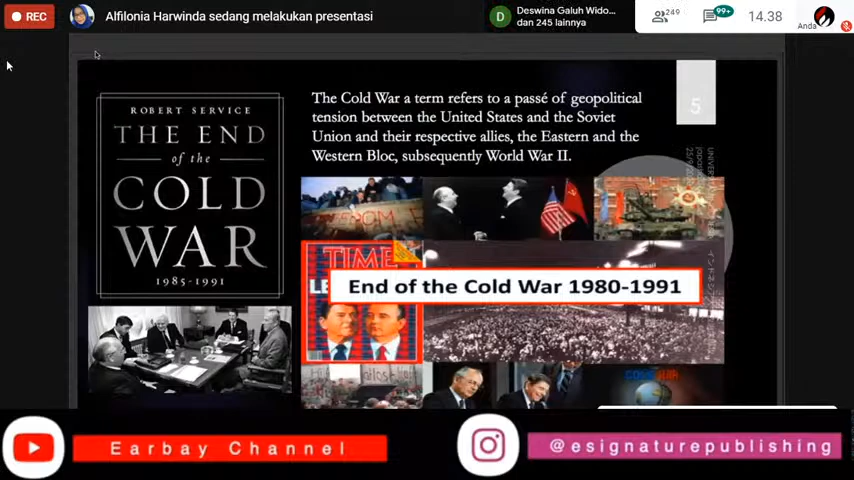 REC
Alfilonia Harwinda sedang melakukan presentasi
D
Deswina Galuh Wido...
dan 245 lainnya
249
99+
14.38
Anda
5
ROBERT SERVICE
THE END
of the
COLD
WAR
1985-1991
The Cold War a term refers to a passé of geopolitical
tension between the United States and the Soviet
Union and their respective allies, the Eastern and the
Western Bloc, subsequently World War II.
TIME
End of the Cold War 1980-1991
COLD WAR
Earbay Channel
@esignaturepublishing